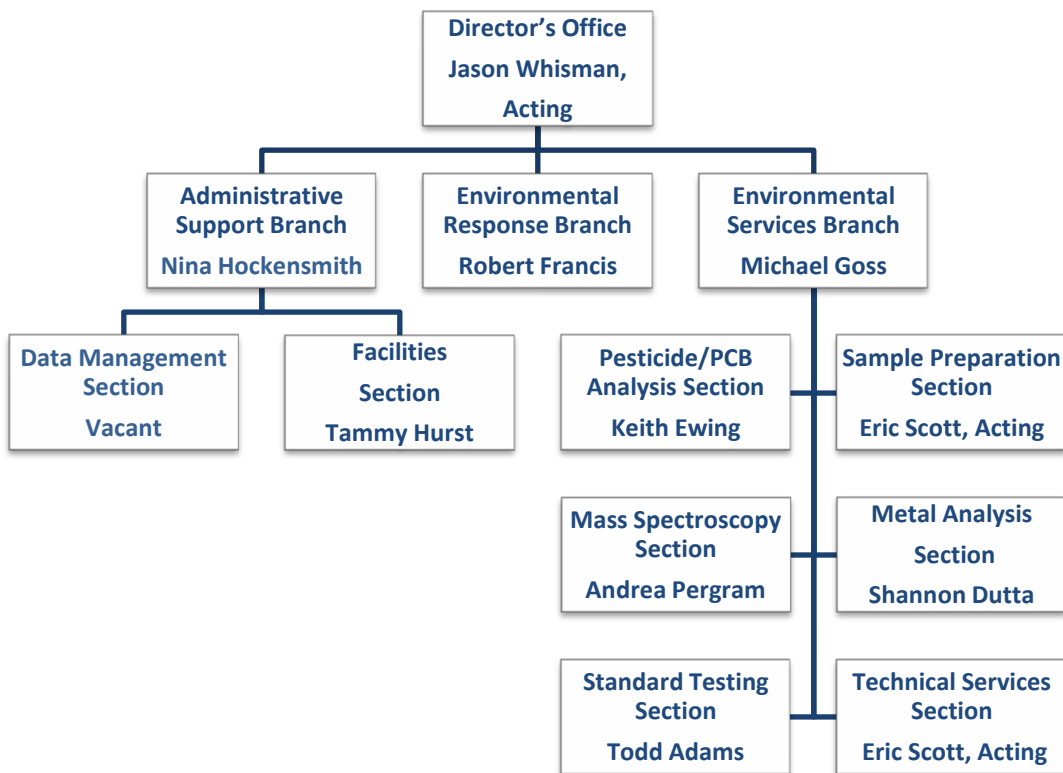 Director’s Office
Jason Whisman,
Acting
Administrative
Support Branch
Nina Hockensmith
Environmental
Response Branch
Robert Francis
Environmental
Services Branch
Michael Goss
Data Management
Section
Vacant
Facilities
Section
Tammy Hurst
Pesticide/PCB
Analysis Section
Keith Ewing
Sample Preparation
Section
Eric Scott, Acting
Mass Spectroscopy
Section
Andrea Pergram
Metal Analysis
Section
Shannon Dutta
Standard Testing
Section
Todd Adams
Technical Services
Section
Eric Scott, Acting